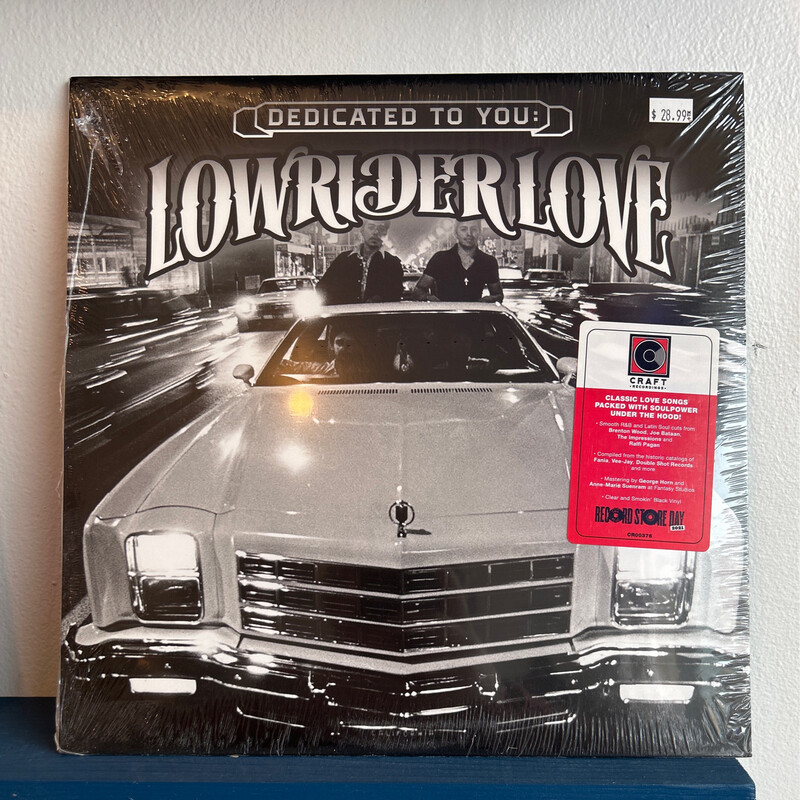 DEDICATED TO YOU:
$ 28.99
LOWRIDER LOVE
CRAFT
RECORDINGS
CLASSIC LOVE SONGS
PACKED WITH SOULPOWER
UNDER THE HOOD!
• Smooth R&B and Latin Soul cuts from
Brenton Wood, Joe Bataan,
The Impressions and
Ralfi Pagan
• Compiled from the historic catalogs of
Fania, Vee-Jay, Double Shot Records
and more
• Mastering by George Horn and
Anne-Marie Suenram at Fantasy Studios
• Clear and Smokin' Black Vinyl
RECORD STORE DAY
2021
CR00376